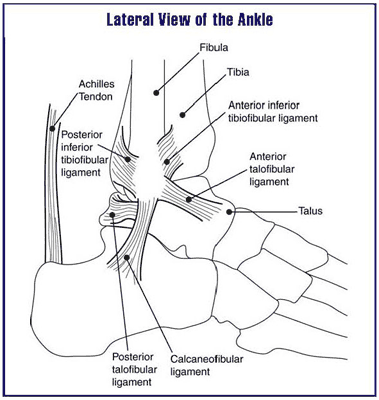 Lateral View of the Ankle
Fibula
Tibia
Achilles
Tendon
Anterior inferior
tibiofibular ligament
Posterior
inferior
tibiofibular
ligament
Anterior
talofibular
ligament
Talus
Posterior
talofibular
ligament
Calcaneofibular
ligament